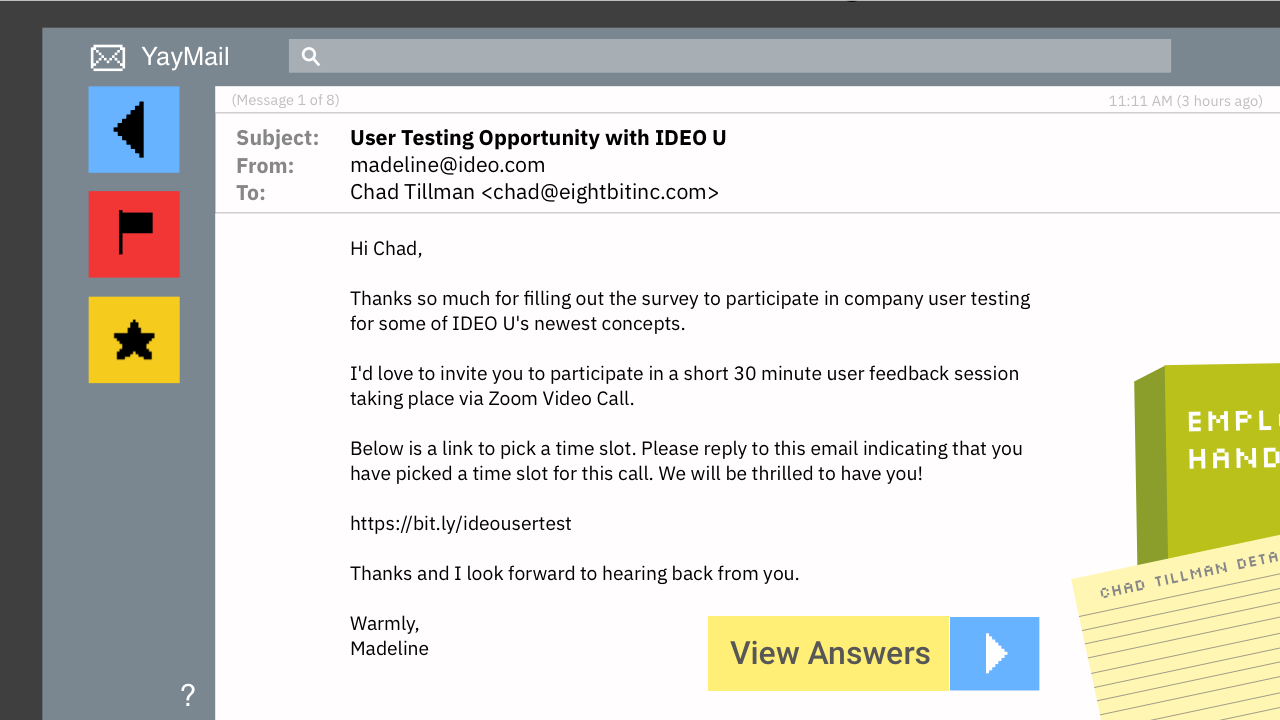 YayMail
(Message 1 of 8)
11:11 AM (3 hours ago)
Subject: User Testing Opportunity with IDEO U
From: madeline@ideo.com
To: Chad Tillman <chad@eightbitinc.com>
Hi Chad,
Thanks so much for filling out the survey to participate in company user testing
for some of IDEO U's newest concepts.
I'd love to invite you to participate in a short 30 minute user feedback session
taking place via Zoom Video Call.
Below is a link to pick a time slot. Please reply to this email indicating that you
have picked a time slot for this call. We will be thrilled to have you!
https://bit.ly/ideousertest
Thanks and I look forward to hearing back from you.
Warmly,
Madeline
View Answers
EMPL
HAND
CHAD TILLMAN DETA
?